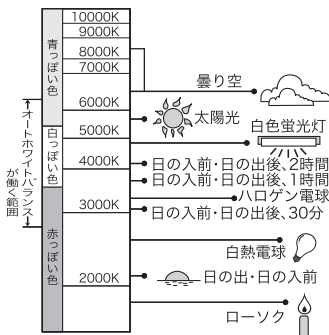 10000K
9000K
8000K
7000K
6000K
5000K
4000K
3000K
2000K
青っぽい色
白っぽい色
赤っぽい色
オートホワイトバランス
が働く範囲
曇り空
太陽光
白色蛍光灯
日の入前・日の出後、2時間
日の入前・日の出後、1時間
ハロゲン電球
日の入前・日の出後、30分
白熱電球
日の出・日の入前
ローソク